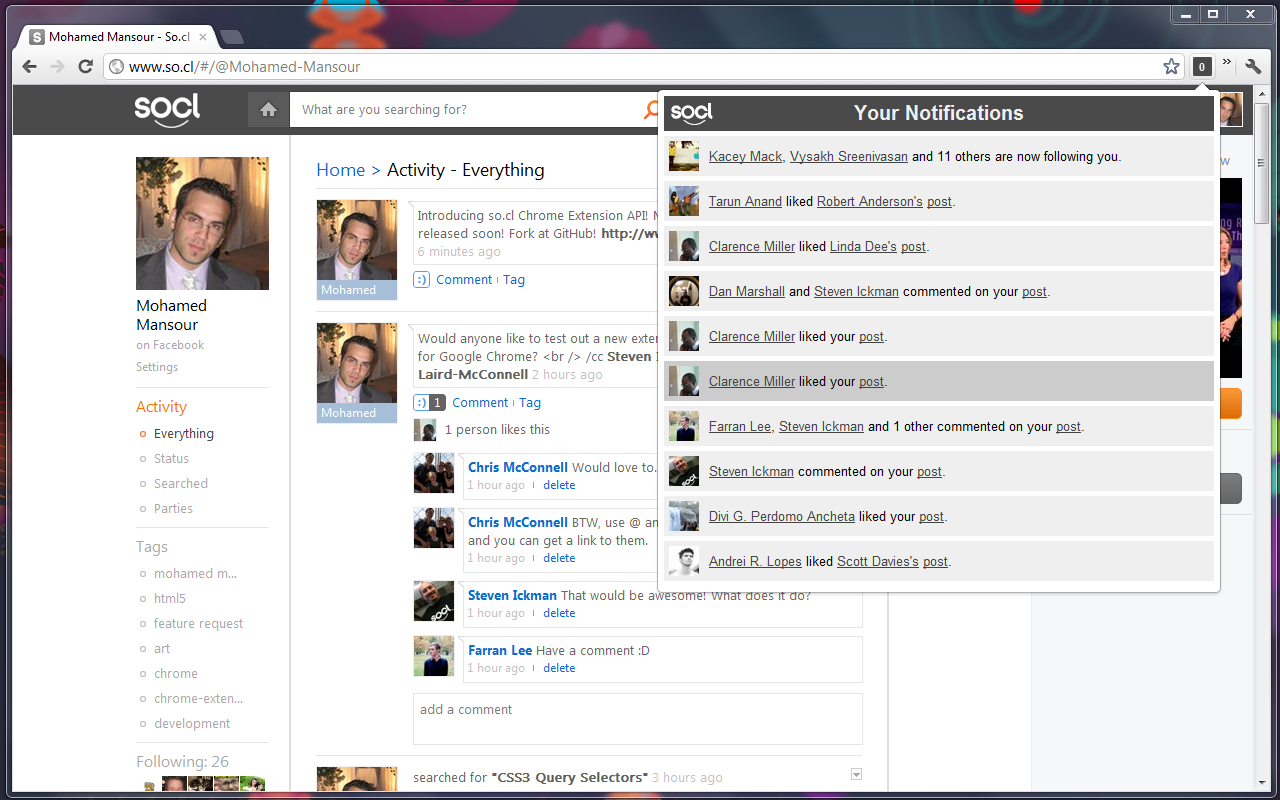 Mohamed Mansour - So.cl
www.so.cl/#/@Mohamed-Mansour
0
socl
What are you searching for?
Mohamed
Mansour
on Facebook
Settings
Activity
Everything
Status
Searched
Parties
Tags
mohamed m...
html5
feature request
art
chrome
chrome-exten...
development
Following: 26
Home > Activity - Everything
Mohamed
Introducing so.cl Chrome Extension API!
released soon! Fork at GitHub!
6 minutes ago
:) Comment Tag
Mohamed
Would anyone like to test out a new
for Google Chrome? <br /> /cc Steven
Laird-McConnell 2 hours ago
:) 1 Comment Tag
1 person likes this
Chris McConnell Would love to.
1 hour ago delete
Chris McConnell BTW, use @
and you can get a link to them.
1 hour ago delete
Steven Ickman That would be awesome! What does it do?
1 hour ago delete
Farran Lee Have a comment :D
1 hour ago delete
add a comment
searched for "CSS3 Query Selectors" 3 hours ago
socl
Your Notifications
Kacey Mack, Vysakh Sreenivasan and 11 others are now following you.
Tarun Anand liked Robert Anderson's post.
Clarence Miller liked Linda Dee's post.
Dan Marshall and Steven Ickman commented on your post.
Clarence Miller liked your post.
Clarence Miller liked your post.
Farran Lee, Steven Ickman and 1 other commented on your post.
Steven Ickman commented on your post.
Divi G. Perdomo Ancheta liked your post.
Andrei R. Lopes liked Scott Davies's post.